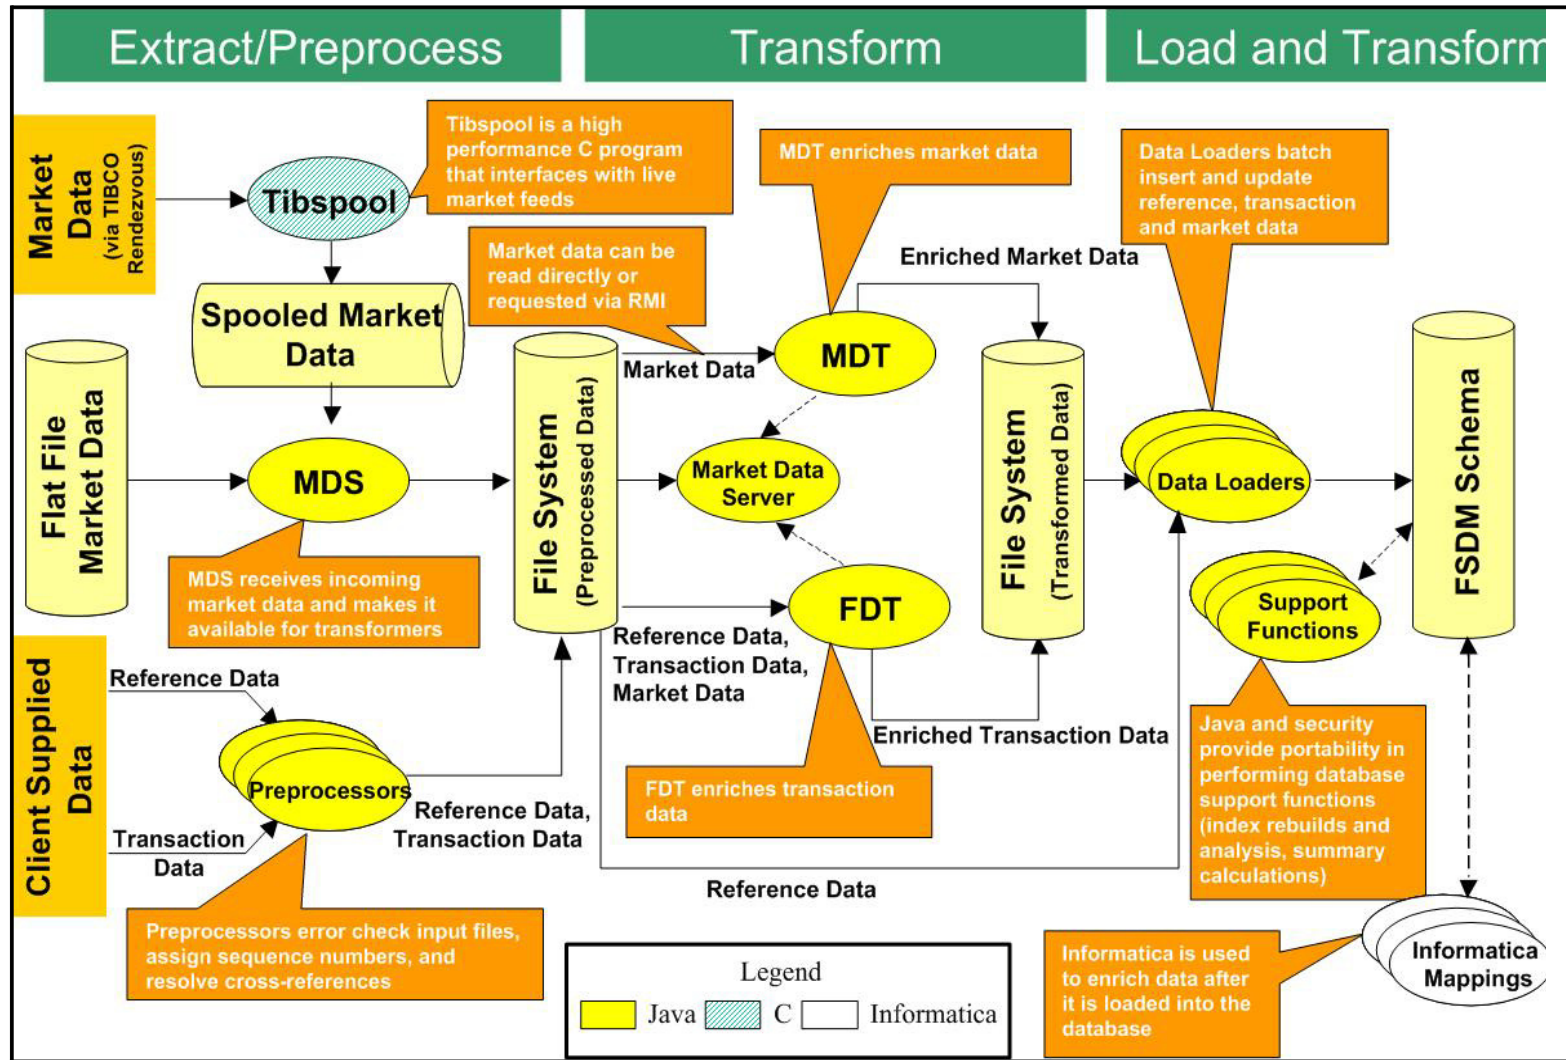 Extract/Preprocess
Transform
Load and Transform
Market
Data
(via TIBCO
Rendezvous)
Tibspool
Tibspool is a high
performance C program
that interfaces with live
market feeds
MDT enriches market data
Data Loaders batch
insert and update
reference, transaction
and market data
Market data can be
read directly or
requested via RMI
Enriched Market Data
Spooled Market
Data
Flat File
Market Data
MDS
File System
(Preprocessed Data)
Market Data
MDT
Market Data
Server
File System
(Transformed Data)
Data Loaders
FSDM Schema
MDS receives incoming
market data and makes it
available for transformers
FDT
Reference Data,
Transaction Data,
Market Data
Support
Functions
Client Supplied
Data
Reference Data
Preprocessors
Transaction
Data
Reference Data,
Transaction Data
Enriched Transaction Data
FDT enriches transaction
data
Java and security
provide portability in
performing database
support functions
(index rebuilds and
analysis, summary
calculations)
Reference Data
Preprocessors error check input files,
assign sequence numbers, and
resolve cross-references
Legend
Java
C
Informatica
Informatica is used
to enrich data after
it is loaded into the
database
Informatica
Mappings